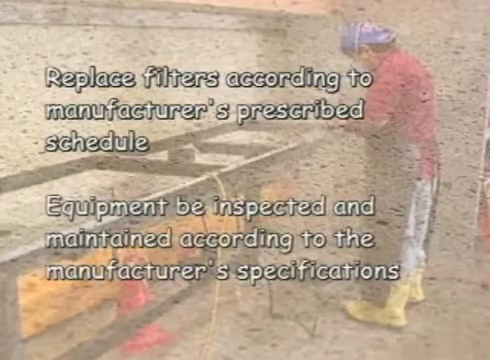 Replace filters according to
manufacturer's prescribed
schedule
Equipment be inspected and
maintained according to the
manufacturer's specifications